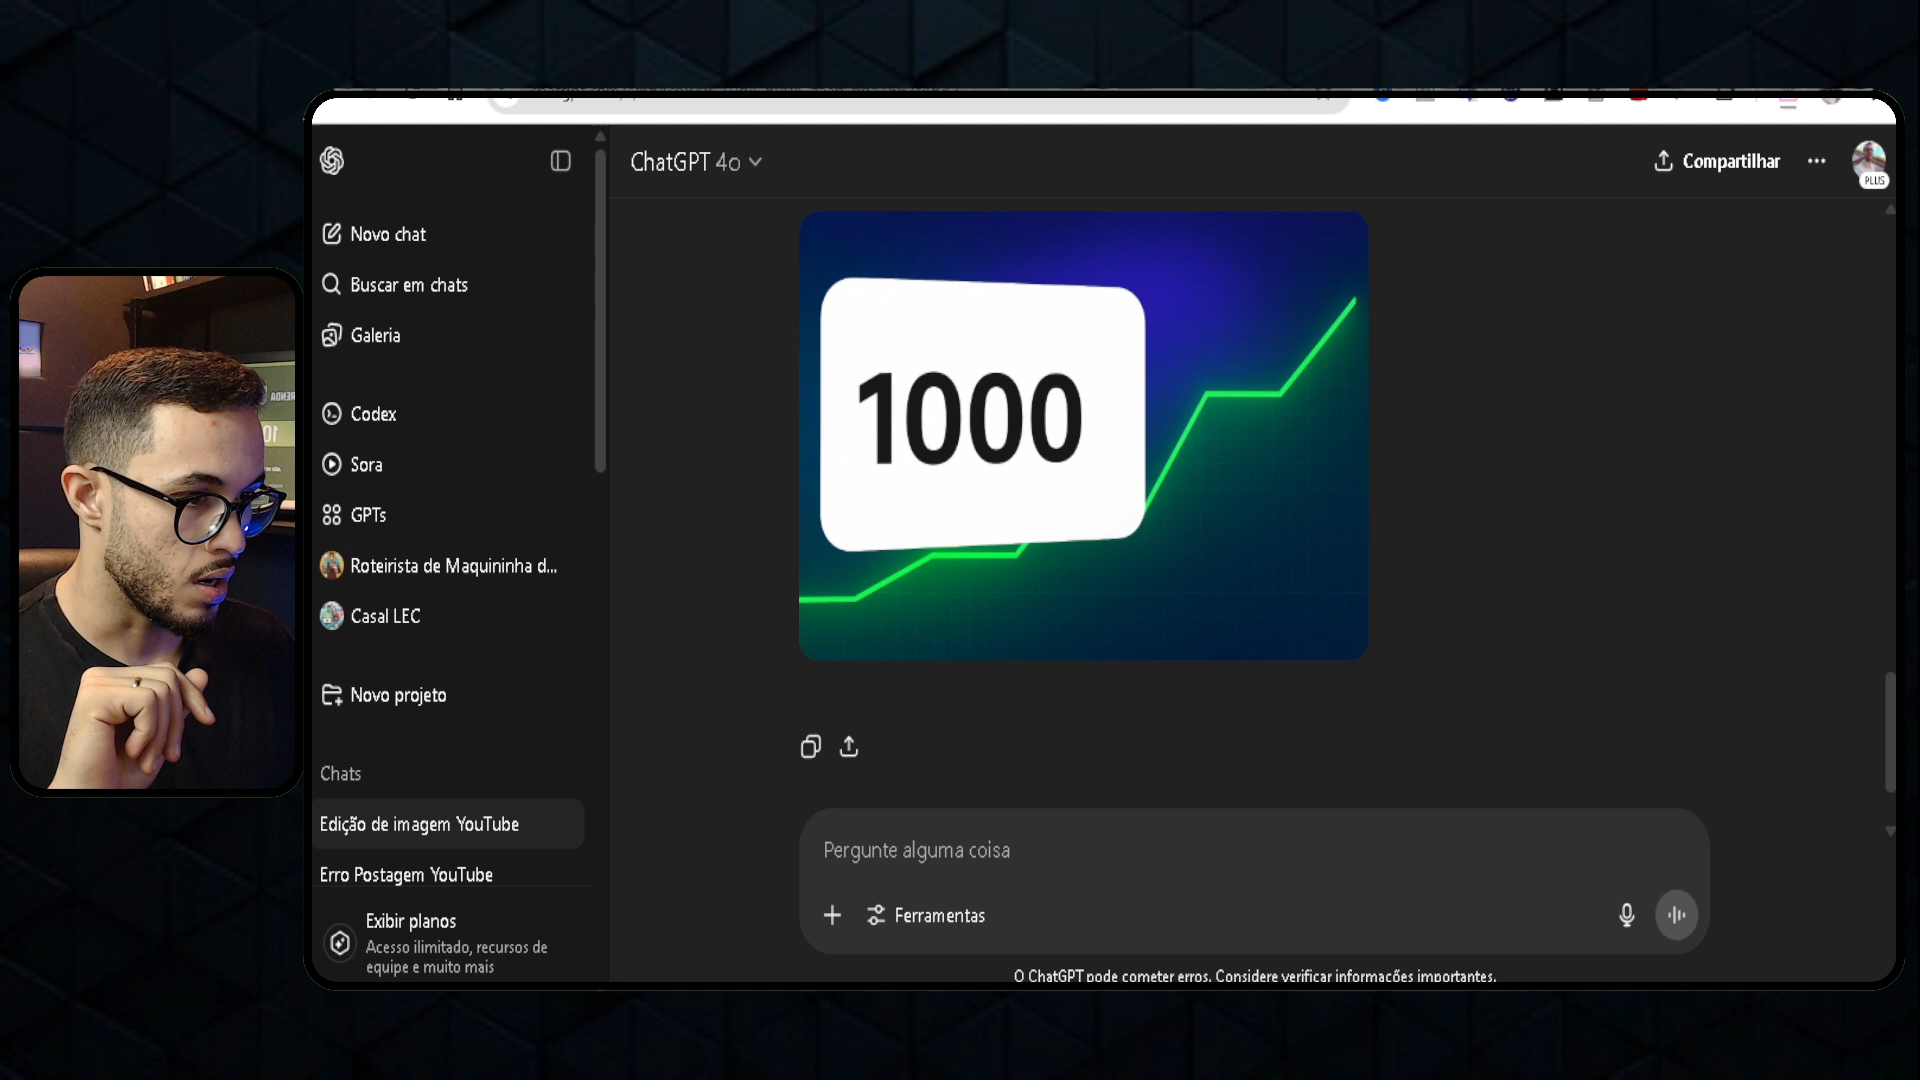 ChatGPT 4o
Compartilhar
PLUS
Novo chat
Buscar em chats
Galeria
Codex
Sora
GPTs
Roteirista de Maquininha d...
Casal LEC
Novo projeto
Chats
Edição de imagem YouTube
Erro Postagem YouTube
Exibir planos
Acesso ilimitado, recursos de
equipe e muito mais
1000
Pergunte alguma coisa
Ferramentas
O ChatGPT pode cometer erros. Considere verificar informações importantes.